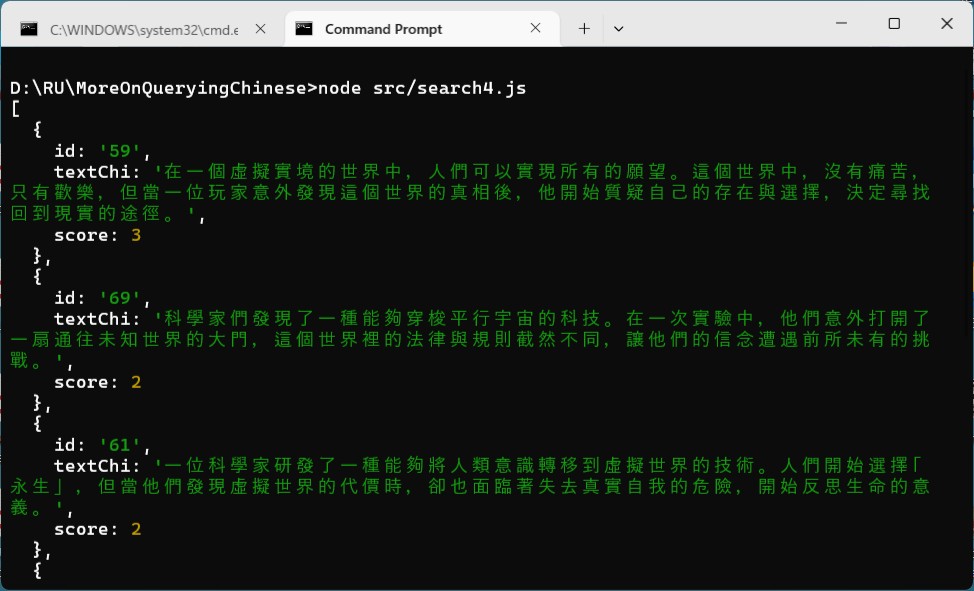 C:\WINDOWS\system32\cmd.e
Command Prompt
D:\RU\MoreOnQueryingChinese>node src/search4.js
[
  {
    id: '59',
    textChi: '在一個虛擬實境的世界中，人們可以實現所有的願望。這個世界中，沒有痛苦，
只有歡樂，但當一位玩家意外發現這個世界的真相後，他開始質疑自己的存在與選擇，決定尋找
回到現實的途徑。',
    score: 3
  },
  {
    id: '69',
    textChi: '科學家們發現了一種能夠穿梭平行宇宙的科技。在一次實驗中，他們意外打開了
一扇通往未知世界的大門，這個世界裡的法律與規則截然不同，讓他們的信念遭遇前所未有的挑
戰。',
    score: 2
  },
  {
    id: '61',
    textChi: '一位科學家研發了一種能夠將人類意識轉移到虛擬世界的技術。人們開始選擇「
永生」，但當他們發現虛擬世界的代價時，卻也面臨著失去真實自我的危險，開始反思生命的意
義。',
    score: 2
  },
  {